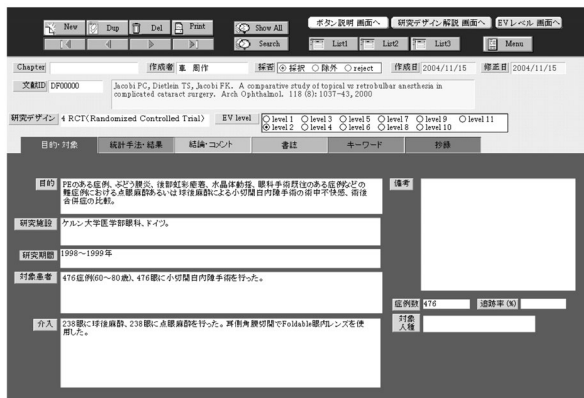 New Dup Del Print Show All ボタン説明 画面へ 研究デザイン解説 画面へ EVレベル 画面へ
Search List1 List2 List3 Menu
Chapter 作成者 車 周作 採否 採択 除外 reject 作成日 2004/11/15 修正日 2004/11/15
文献ID DF00000 Jacobi PC, Dietlein TS, Jacobi FK. A comparative study of topical vs retrobulbar anesthesia in
complicated cataract surgery. Arch Ophthalmol. 118 (8): 1037-43, 2000
研究デザイン 4 RCT(Randomized Controlled Trial) EV level level 1 level 3 level 5 level 7 level 9 level 11
level 2 level 4 level 6 level 8 level 10
目的・対象 統計手法・結果 結論・コメント 書誌 キーワード 抄録
目的 PEのある症例、ぶどう膜炎、後部虹彩癒着、水晶体動揺、眼科手術既往のある症例などの 備考
難症例における点眼麻酔あるいは球後麻酔による小切開白内障手術の術中不快感、術後
合併症の比較。
研究施設 ケルン大学医学部眼科、ドイツ。
研究期間 1998～1999年
対象患者 476症例(60～80歳)、476眼に小切開白内障手術を行った。
症例数 476 追跡率(%)
対象
人種
介入 238眼に球後麻酔、238眼に点眼麻酔を行った。耳側角膜切開でFoldable眼内レンズを使
用した。